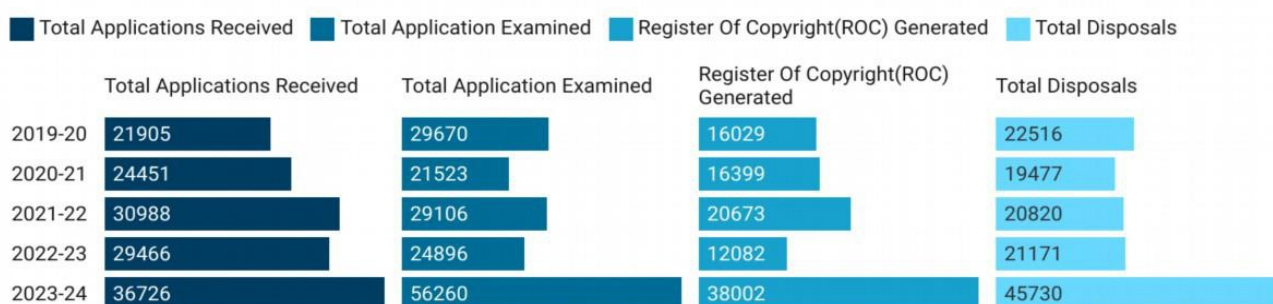 Total Applications Received Total Application Examined Register Of Copyright(ROC) Generated Total Disposals
Total Applications Received Total Application Examined Register Of Copyright(ROC) Generated Total Disposals
2019-20 21905 29670 16029 22516
2020-21 24451 21523 16399 19477
2021-22 30988 29106 20673 20820
2022-23 29466 24896 12082 21171
2023-24 36726 56260 38002 45730